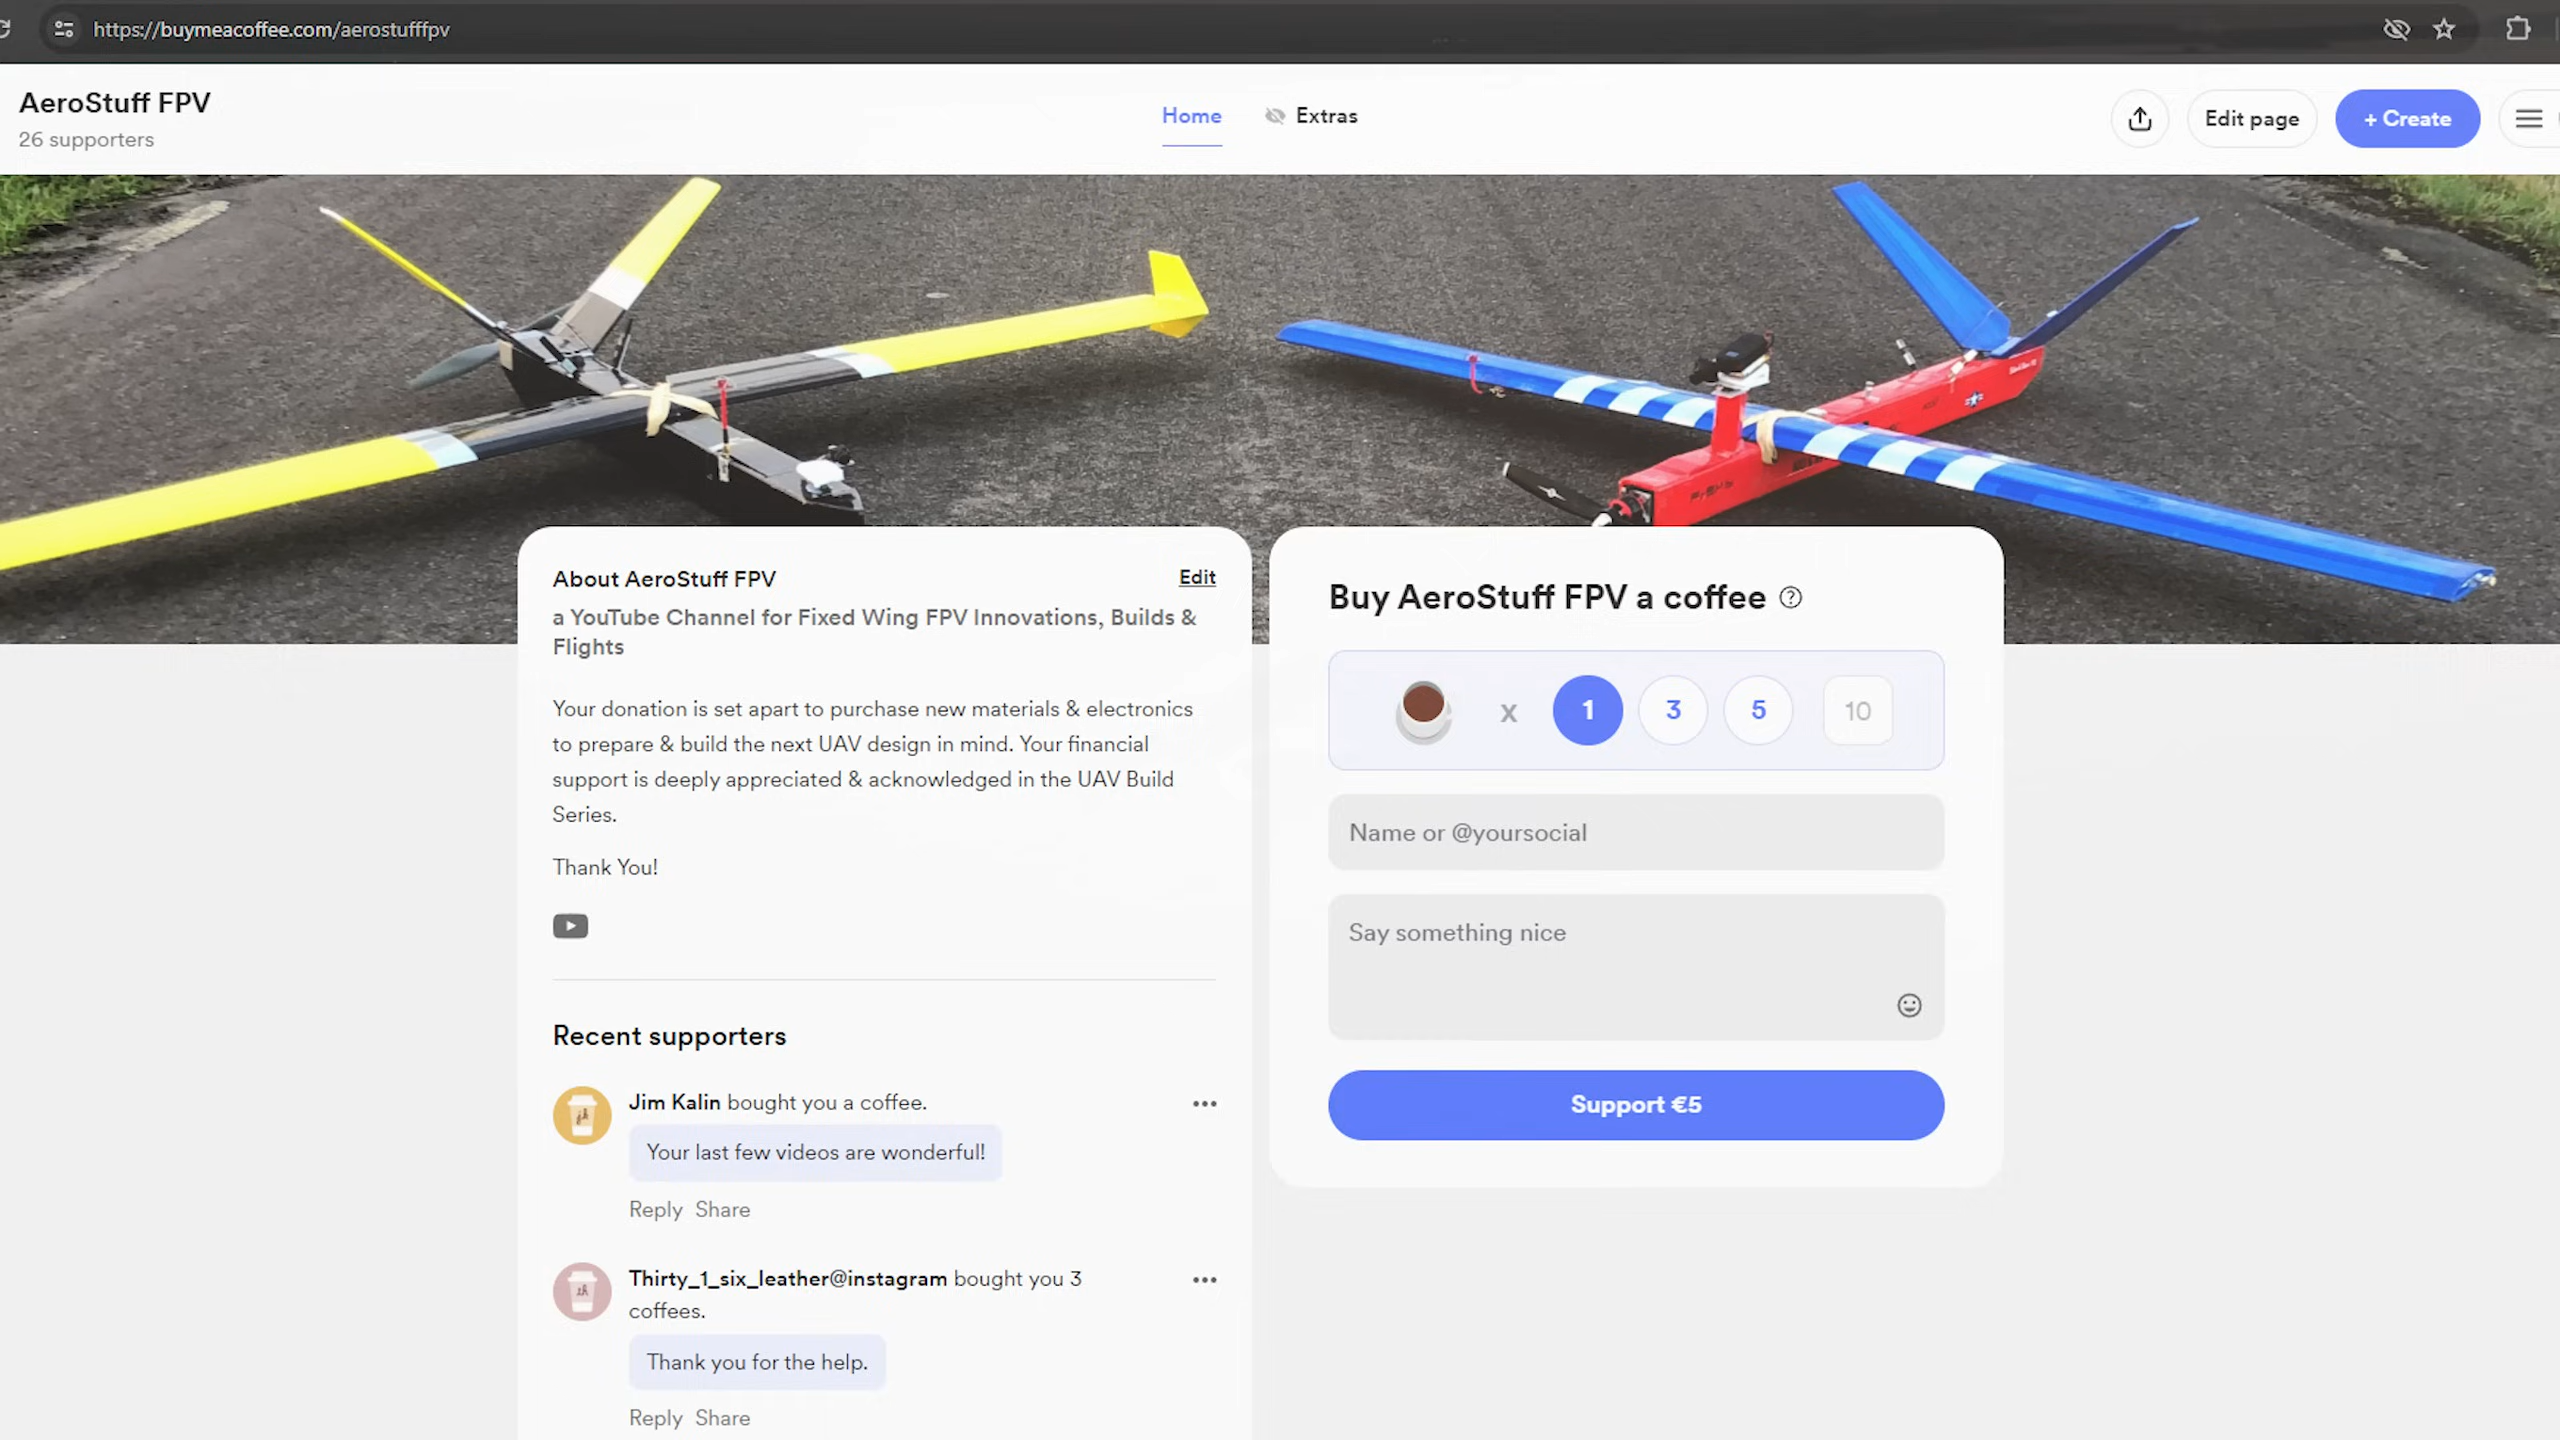 https://buymeacoffee.com/aerostufffpv
AeroStuff FPV
26 supporters
Home
Extras
Edit page
+ Create
About AeroStuff FPV
Edit
a YouTube Channel for Fixed Wing FPV Innovations, Builds &
Flights
Your donation is set apart to purchase new materials & electronics
to prepare & build the next UAV design in mind. Your financial
support is deeply appreciated & acknowledged in the UAV Build
Series.
Thank You!
Recent supporters
Jim Kalin bought you a coffee.
Your last few videos are wonderful!
Reply Share
Thirty_1_six_leather@instagram bought you 3
coffees.
Thank you for the help.
Reply Share
Buy AeroStuff FPV a coffee
x 1 3 5 10
Name or @yoursocial
Say something nice
Support €5